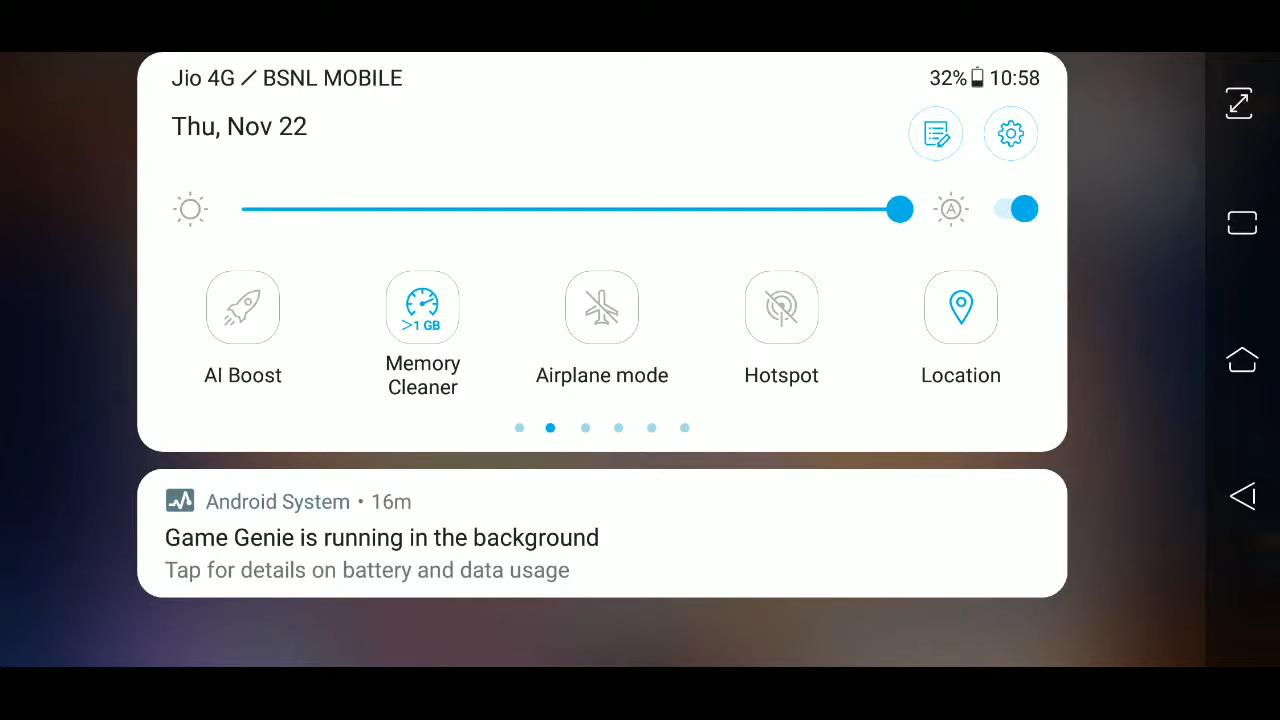 Jio 4G / BSNL MOBILE
32% 10:58
Thu, Nov 22
A
>1 GB
AI Boost
Memory
Cleaner
Airplane mode
Hotspot
Location
Android System • 16m
Game Genie is running in the background
Tap for details on battery and data usage